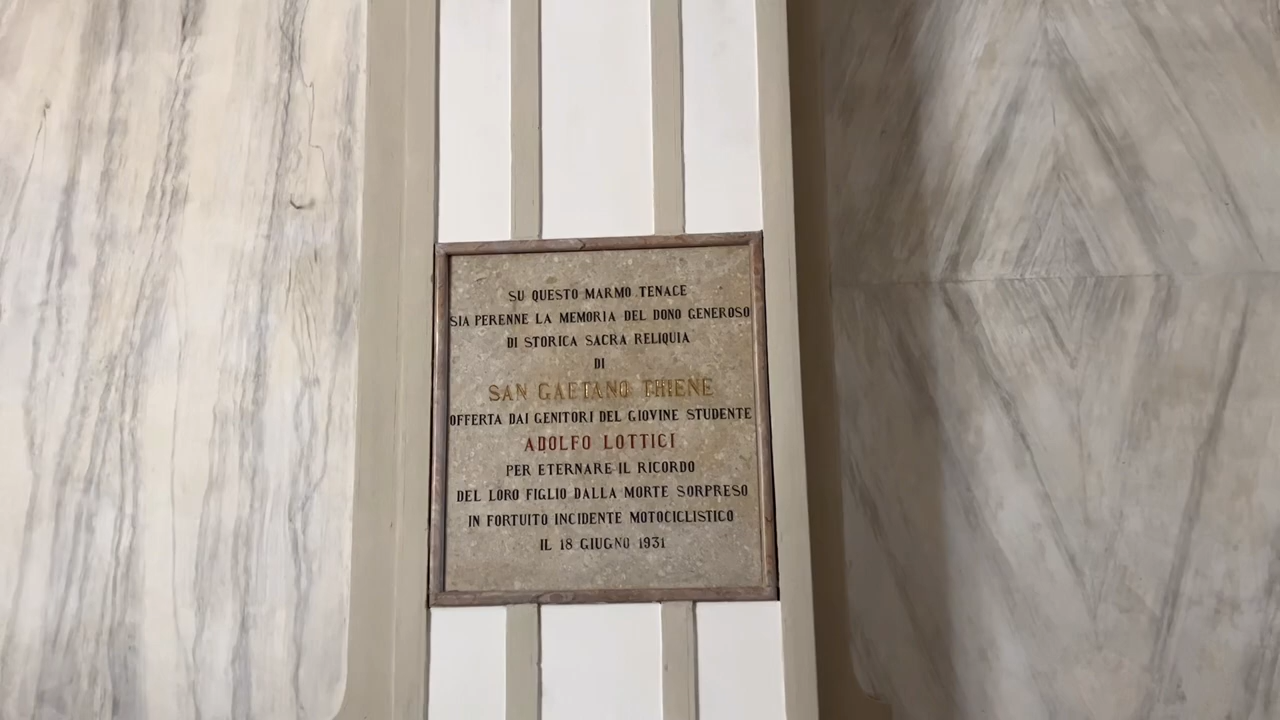 SU QUESTO MARMO TENACE
SIA PERENNE LA MEMORIA DEL DONO GENEROSO
DI STORICA SACRA RELIQUIA
DI
SAN GAETANO THIENE
OFFERTA DAI GENITORI DEL GIOVINE STUDENTE
ADOLFO LOTTICI
PER ETERNARE IL RICORDO
DEL LORO FIGLIO DALLA MORTE SORPRESO
IN FORTUITO INCIDENTE MOTOCICLISTICO
IL 18 GIUGNO 1931